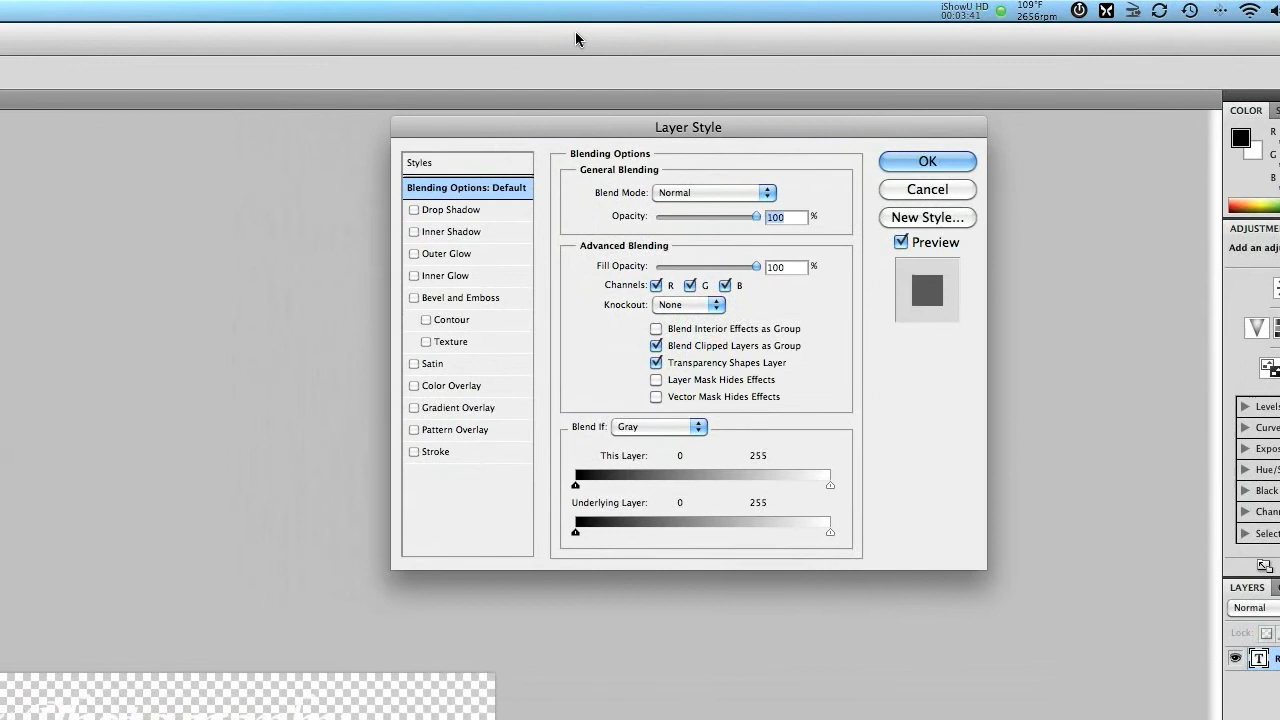 iShowU HD
00:03:41
109°F
2656rpm
Layer Style
Styles
Blending Options: Default
Drop Shadow
Inner Shadow
Outer Glow
Inner Glow
Bevel and Emboss
Contour
Texture
Satin
Color Overlay
Gradient Overlay
Pattern Overlay
Stroke
Blending Options
General Blending
Blend Mode: Normal
Opacity: 100 %
Advanced Blending
Fill Opacity: 100 %
Channels: R G B
Knockout: None
Blend Interior Effects as Group
Blend Clipped Layers as Group
Transparency Shapes Layer
Layer Mask Hides Effects
Vector Mask Hides Effects
Blend If: Gray
This Layer: 0 255
Underlying Layer: 0 255
OK
Cancel
New Style...
Preview
COLOR
R
G
B
ADJUSTM
Add an adj
Levels
Curve
Expos
Hue/S
Black
Chan
Select
LAYERS
Normal
Lock:
T